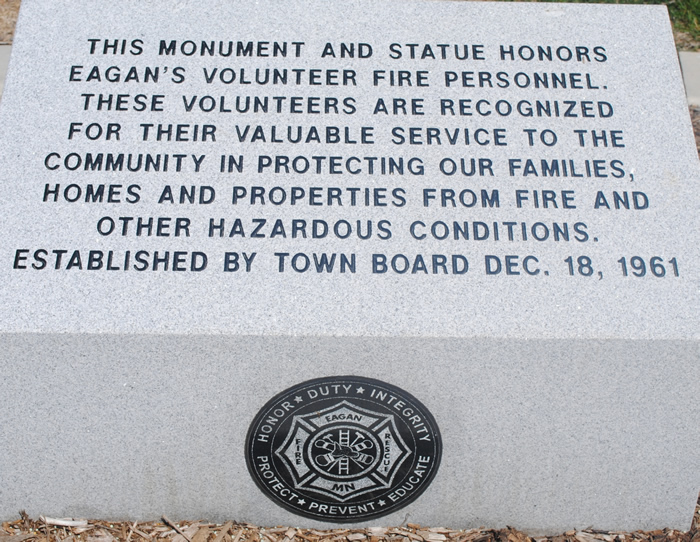 THIS MONUMENT AND STATUE HONORS
EAGAN'S VOLUNTEER FIRE PERSONNEL.
THESE VOLUNTEERS ARE RECOGNIZED
FOR THEIR VALUABLE SERVICE TO THE
COMMUNITY IN PROTECTING OUR FAMILIES,
HOMES AND PROPERTIES FROM FIRE AND
OTHER HAZARDOUS CONDITIONS.
ESTABLISHED BY TOWN BOARD DEC. 18, 1961
HONOR ★ DUTY ★ INTEGRITY
EAGAN
FIRE
RESCUE
MN
PROTECT ★ PREVENT ★ EDUCATE